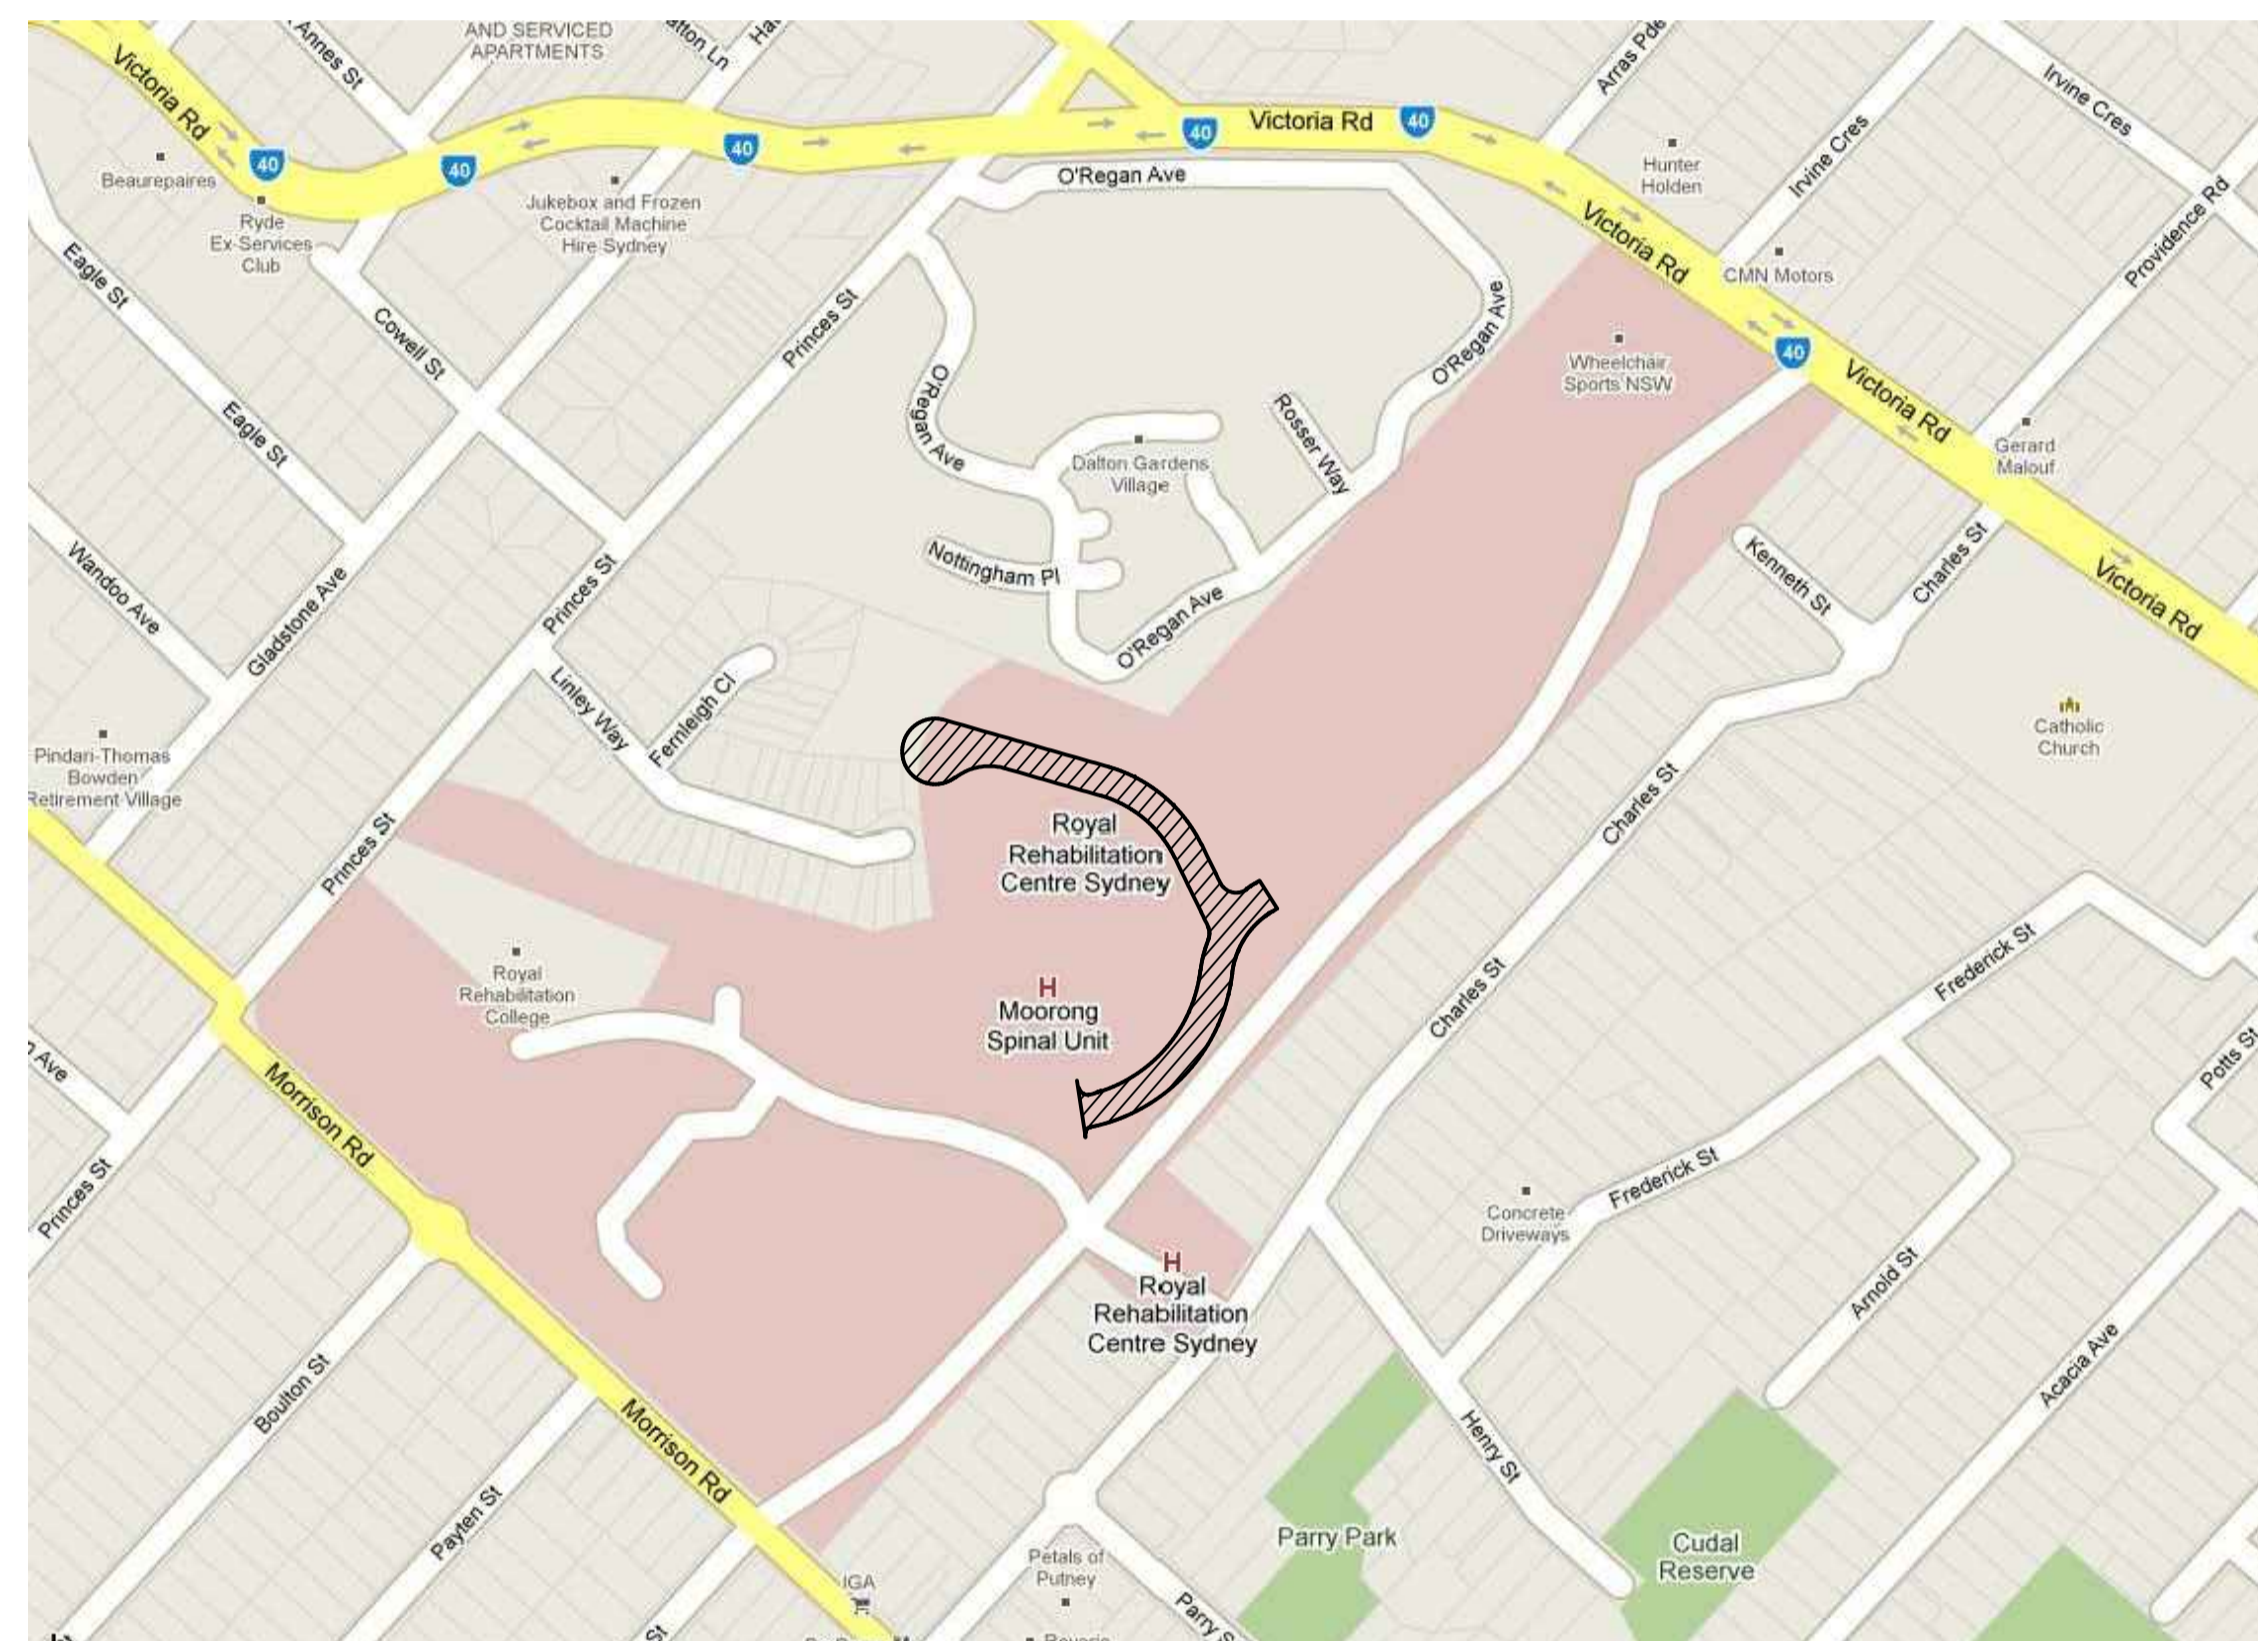 Annes St
AND SERVICED
APARTMENTS
Arras Pde
Victoria Rd
Irvine Cres
Irvine Cres
40
40
40
40
Victoria Rd
40
Beaurepaires
Ryde
Ex-Services
Club
Jukebox and Frozen
Cocktail Machine
Hire Sydney
O'Regan Ave
Hunter
Holden
Providence Rd
Victoria Rd
CMN Motors
Eagle St
Cowell St
Princes St
O'Regan Ave
Wheelchair
Sports NSW
40
Victoria Rd
O'Regan Ave
Rosser Way
Eagle St
Dalton Gardens
Village
Gerard
Malouf
Wandoo Ave
Gladstone Ave
Princes St
Nottingham Pl
O'Regan Ave
Kenneth St
Charles St
Victoria Rd
Linley Way
Fernleigh Cl
Pindari-Thomas
Bowden
Retirement Village
Catholic
Church
Princes St
Royal
Rehabilitation
Centre Sydney
Charles St
Royal
Rehabilitation
College
H
Moorong
Spinal Unit
Charles St
Frederick St
Ave
Morrison Rd
Potts St
Princes St
Frederick St
Concrete
Driveways
H
Royal
Rehabilitation
Centre Sydney
Arnold St
Acacia Ave
Boulton St
Morrison Rd
Henry St
Payten St
Parry Park
Cudal
Reserve
Petals of
Putney
IGA
Parry S
St